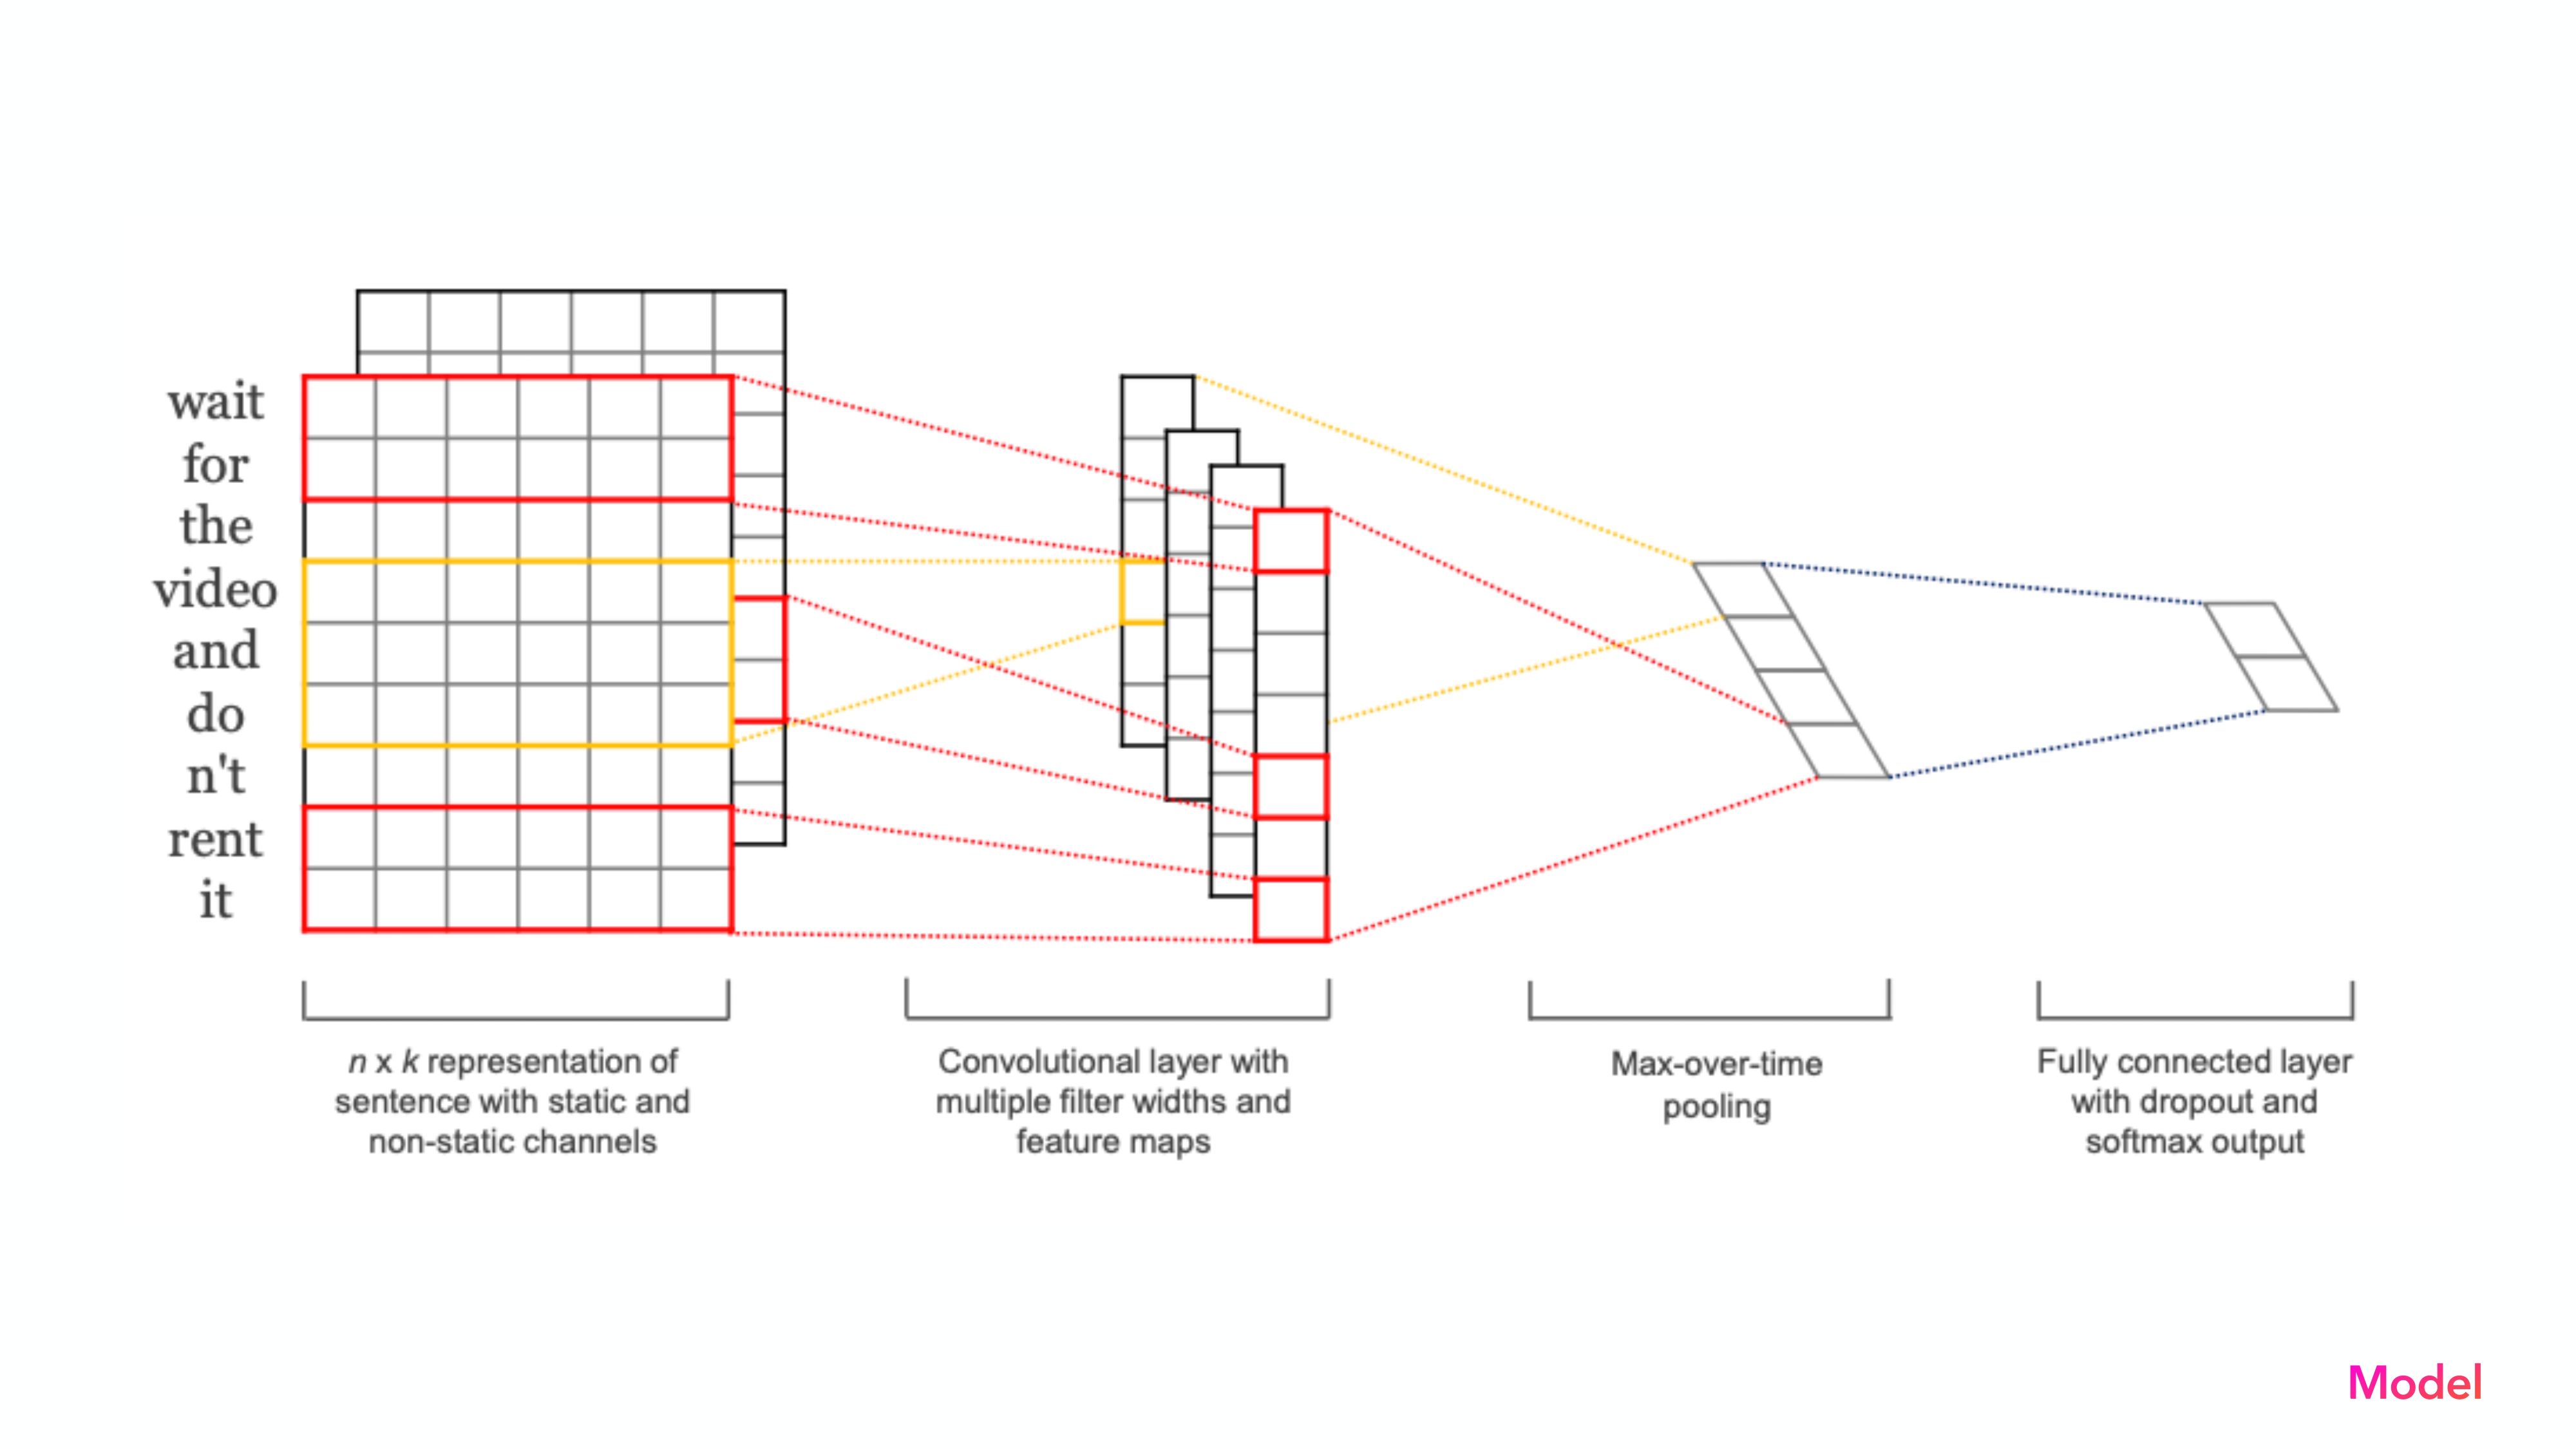 wait
for
the
video
and
do
n't
rent
it
n x k representation of
sentence with static and
non-static channels
Convolutional layer with
multiple filter widths and
feature maps
Max-over-time
pooling
Fully connected layer
with dropout and
softmax output
Model